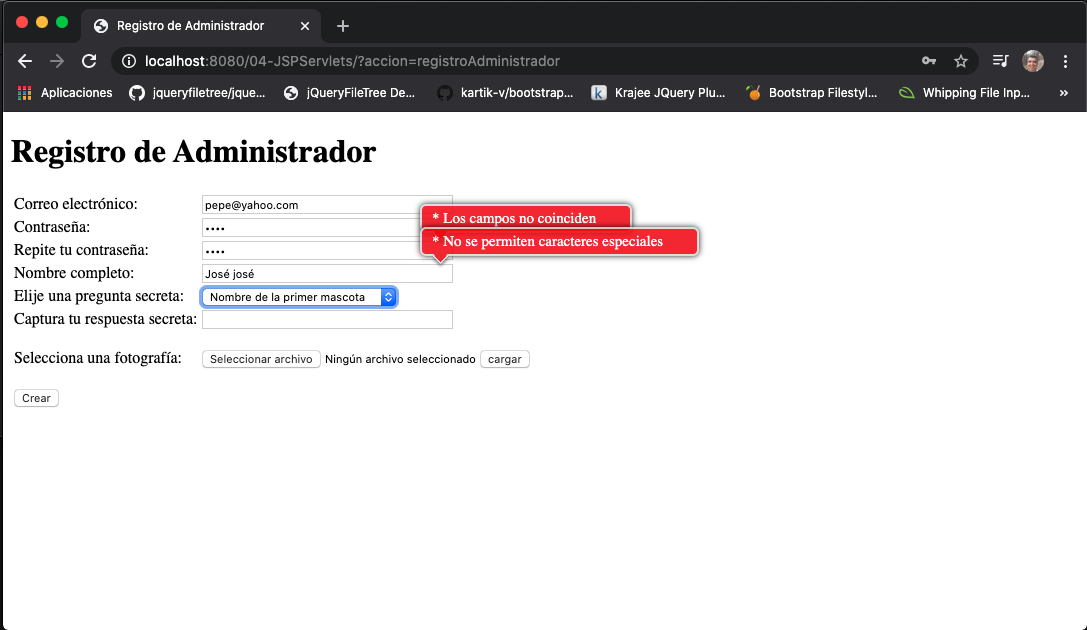 Registro de Administrador
localhost:8080/04-JSPServlets/?accion=registroAdministrador
Aplicaciones jqueryfiletree/jque... jQueryFileTree De... kartik-v/bootstrap... Krajee JQuery Plu... Bootstrap Filestyl... Whipping File Inp... »
Registro de Administrador
Correo electrónico: pepe@yahoo.com
* Los campos no coinciden
Contraseña: ••••
* No se permiten caracteres especiales
Repite tu contraseña: ••••
Nombre completo: José josé
Elije una pregunta secreta: Nombre de la primer mascota
Captura tu respuesta secreta:
Selecciona una fotografía: Seleccionar archivo Ningún archivo seleccionado cargar
Crear